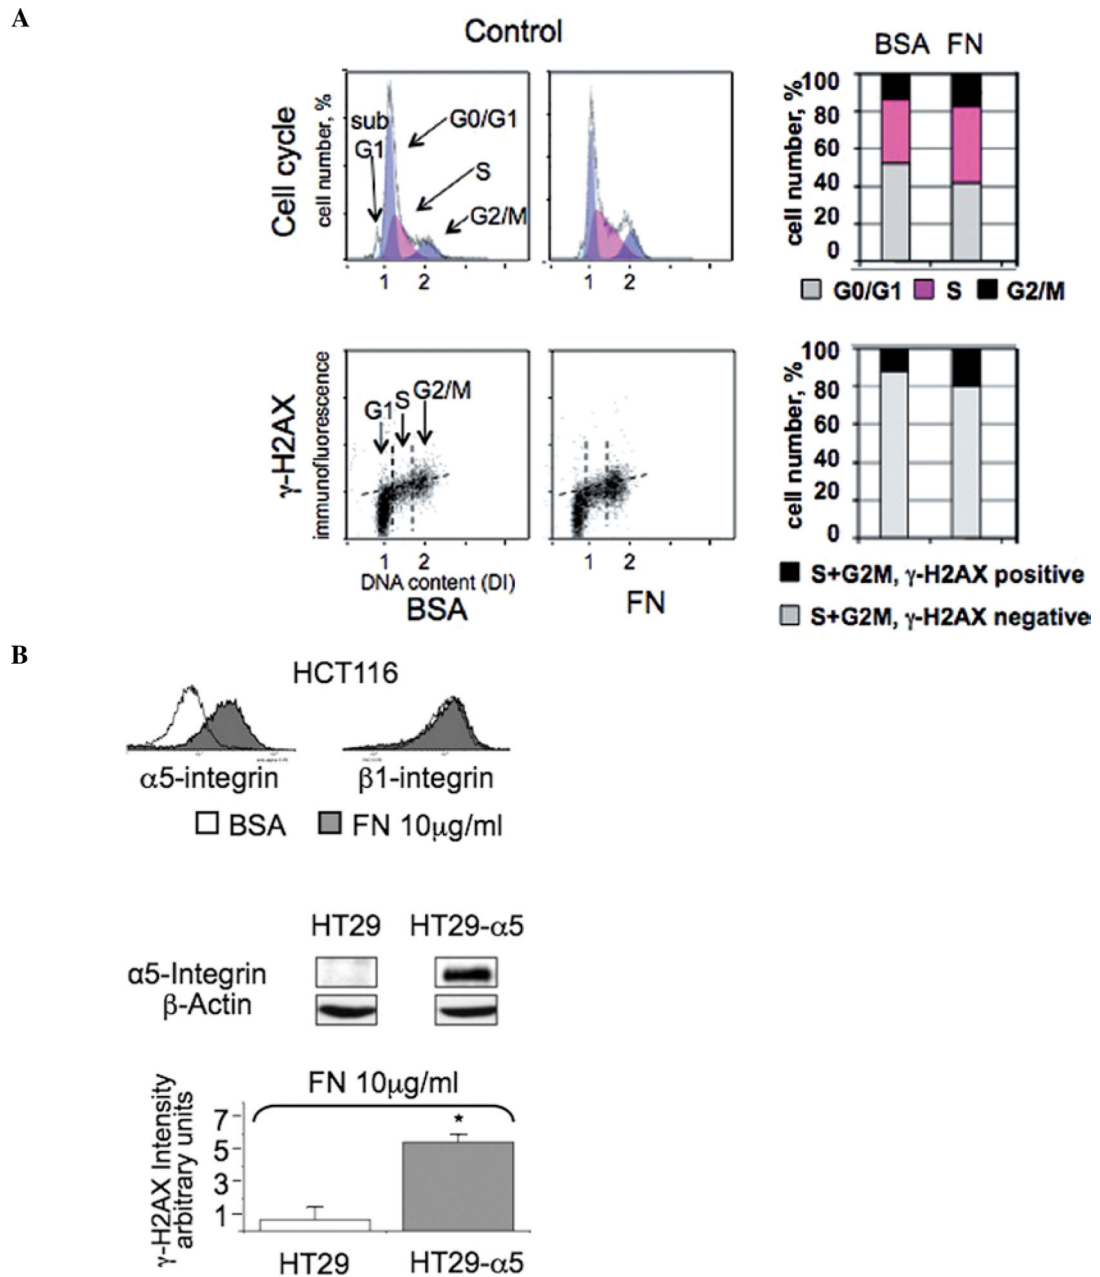 A
Control
BSA FN
Cell cycle
cell number, %
sub
G1
G0/G1
S
G2/M
1 2
1 2
cell number, %
100
80
60
40
20
0
G0/G1 S G2/M
γ-H2AX
immunofluorescence
G1 S G2/M
1 2
1 2
DNA content (DI)
BSA FN
cell number, %
100
80
60
40
20
0
S+G2M, γ-H2AX positive
S+G2M, γ-H2AX negative
B
HCT116
α5-integrin β1-integrin
BSA FN 10μg/ml
HT29 HT29-α5
α5-Integrin
β-Actin
FN 10μg/ml
γ-H2AX Intensity
arbitrary units
7
5
3
1
*
HT29 HT29-α5